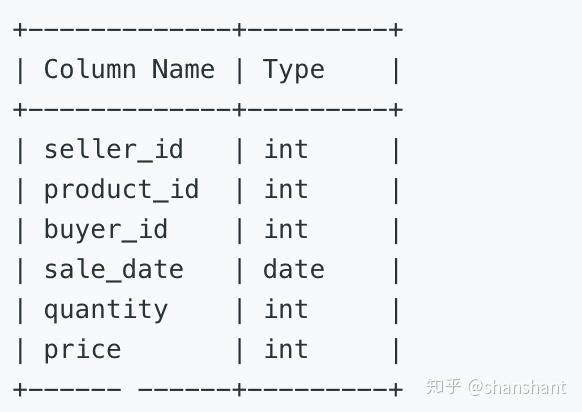 +-------------+---------+
| Column Name | Type    |
+-------------+---------+
| seller_id   | int     |
| product_id  | int     |
| buyer_id    | int     |
| sale_date   | date    |
| quantity    | int     |
| price       | int     |
+------ ------+---------+
知乎 @shanshant